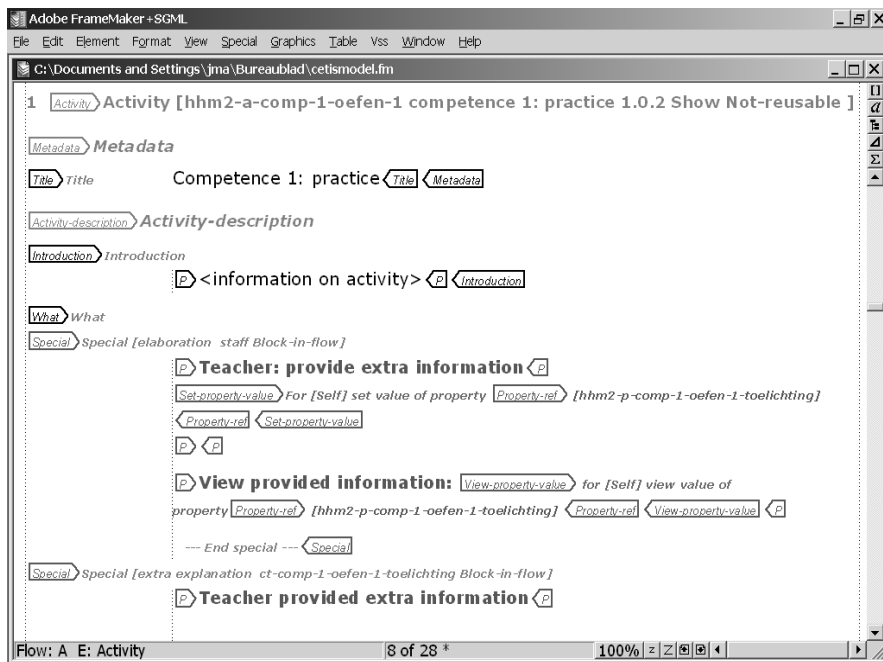 Adobe FrameMaker+SGML
File Edit Element Format View Special Graphics Table Vss Window Help
C:\Documents and Settings\jma\Bureaublad\cetismodel.fm
1 Activity Activity [hhm2-a-comp-1-oefen-1 competence 1: practice 1.0.2 Show Not-reusable ]
Metadata Metadata
Title Title Competence 1: practice Title Metadata
Activity-description Activity-description
Introduction Introduction
P <information on activity> P Introduction
What What
Special Special [elaboration staff Block-in-flow]
P Teacher: provide extra information P
Set-property-value For [Self] set value of property Property-ref [hhm2-p-comp-1-oefen-1-toelichting]
Property-ref Set-property-value
P P
P View provided information: View-property-value for [Self] view value of
property Property-ref [hhm2-p-comp-1-oefen-1-toelichting] Property-ref View-property-value P
--- End special --- Special
Special Special [extra explanation ct-comp-1-oefen-1-toelichting Block-in-flow]
P Teacher provided extra information P
Flow: A E: Activity 8 of 28 * 100% z Z